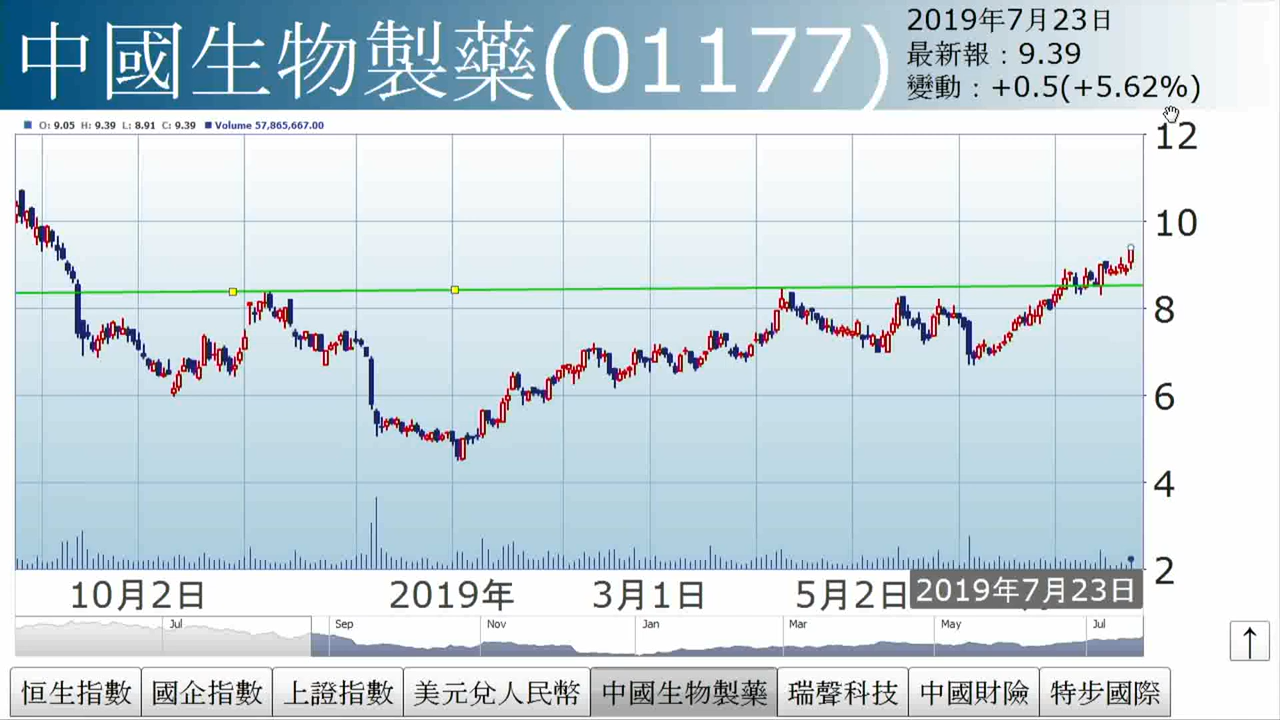 中國生物製藥(01177)
2019年7月23日
最新報：9.39
變動：+0.5(+5.62%)
O: 9.05 H: 9.39 L: 8.91 C: 9.39 Volume 57,865,667.00
12
10
8
6
4
2
10月2日 2019年 3月1日 5月2日 2019年7月23日
Jul Sep Nov Jan Mar May Jul
↑
恒生指數 國企指數 上證指數 美元兌人民幣 中國生物製藥 瑞聲科技 中國財險 特步國際